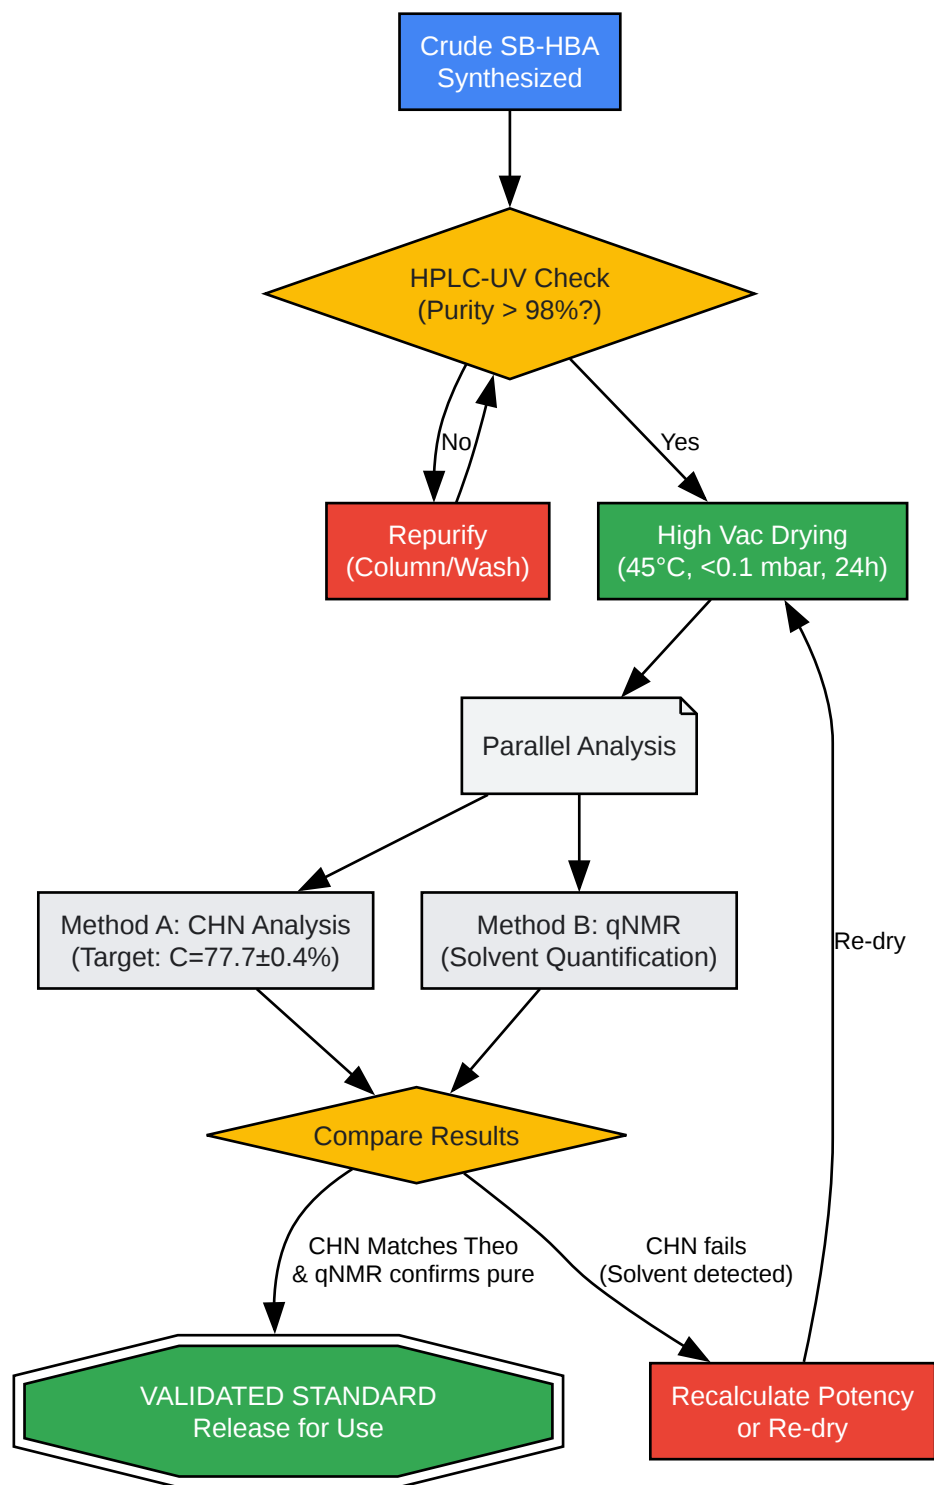 Crude SB-HBA
Synthesized
HPLC-UV Check
(Purity > 98%?)
No
Yes
Repurify
(Column/Wash)
High Vac Drying
(45°C, <0.1 mbar, 24h)
Parallel Analysis
Method A: CHN Analysis
(Target: C=77.7±0.4%)
Method B: qNMR
(Solvent Quantification)
Re-dry
Compare Results
CHN Matches Theo
& qNMR confirms pure
CHN fails
(Solvent detected)
VALIDATED STANDARD
Release for Use
Recalculate Potency
or Re-dry